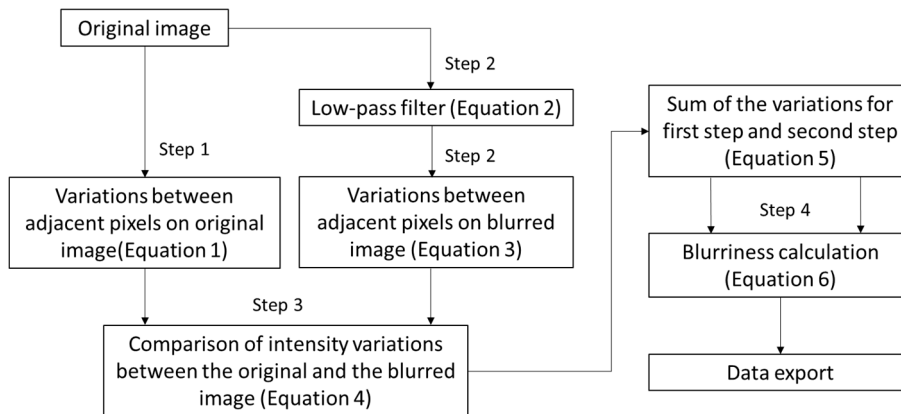 Original image
Step 2
Low-pass filter (Equation 2)
Step 1
Step 2
Variations between
adjacent pixels on original
image(Equation 1)
Variations between
adjacent pixels on blurred
image (Equation 3)
Step 3
Comparison of intensity variations
between the original and the blurred
image (Equation 4)
Sum of the variations for
first step and second step
(Equation 5)
Step 4
Blurriness calculation
(Equation 6)
Data export